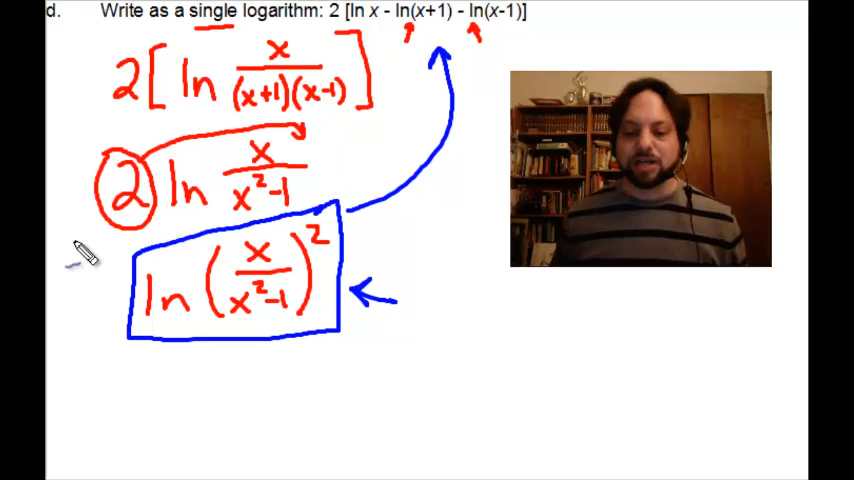 d. Write as a single logarithm: 2 [ln x - ln(x+1) - ln(x-1)]
2 [ ln x / (x+1)(x-1) ]
2 ln x / x²-1
ln ( x / x²-1 )²